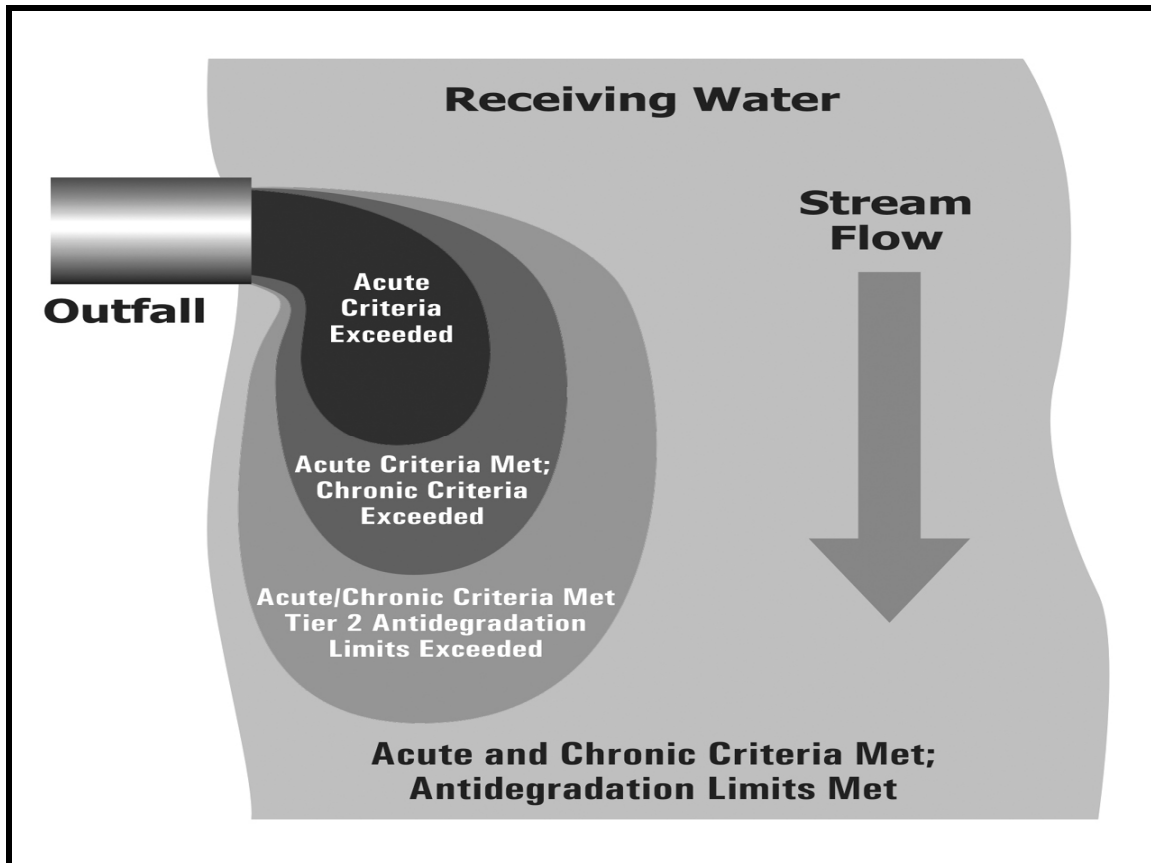 Receiving Water
Stream
Flow
Outfall
Acute
Criteria
Exceeded
Acute Criteria Met;
Chronic Criteria
Exceeded
Acute/Chronic Criteria Met
Tier 2 Antidegradation
Limits Exceeded
Acute and Chronic Criteria Met;
Antidegradation Limits Met